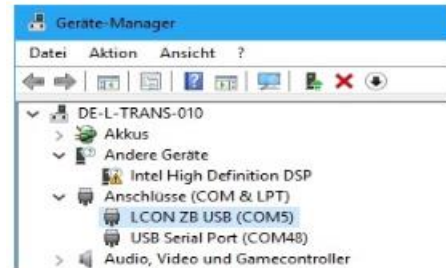 Geräte-Manager
Datei Aktion Ansicht ?
DE-L-TRANS-010
Akkus
Andere Geräte
Intel High Definition DSP
Anschlüsse (COM & LPT)
LCON ZB USB (COM5)
USB Serial Port (COM48)
Audio, Video und Gamecontroller